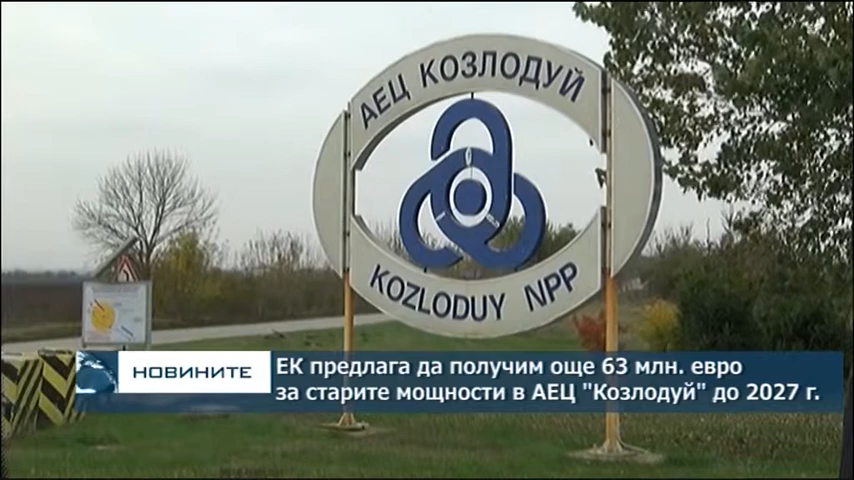 АЕЦ КОЗЛОДУЙ
KOZLODUY NPP
НОВИНИТЕ
ЕК предлага да получим още 63 млн. евро
за старите мощности в АЕЦ "Козлодуй" до 2027 г.